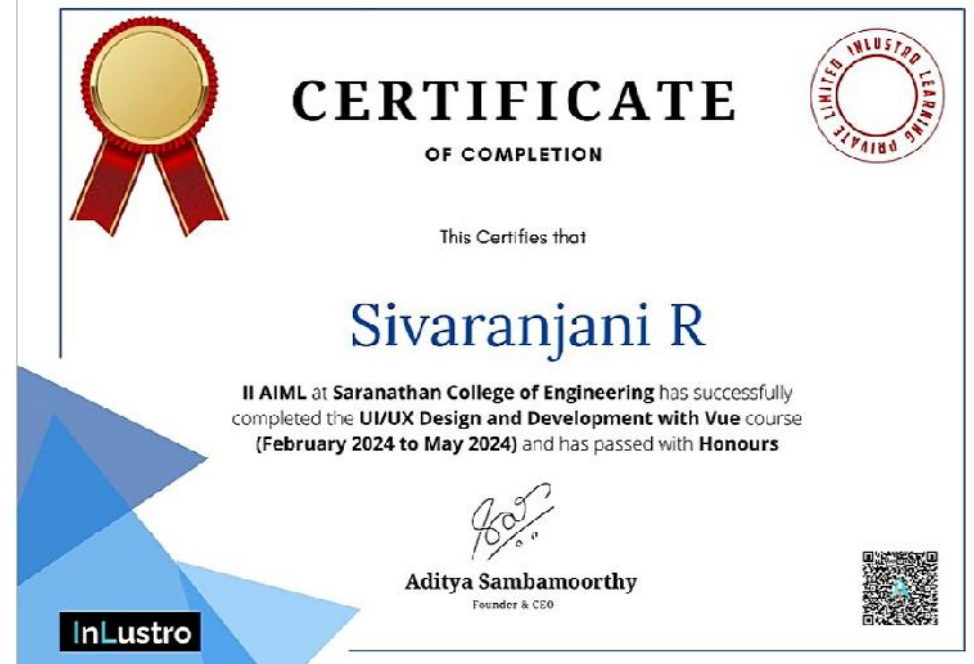 CERTIFICATE
INLUSTRO LEARNING PRIVATE LIMITED
OF COMPLETION
This Certifies that
Sivaranjani R
II AIML at Saranathan College of Engineering has successfully
completed the UI/UX Design and Development with Vue course
(February 2024 to May 2024) and has passed with Honours
Aditya Sambamoorthy
Founder & CEO
InLustro